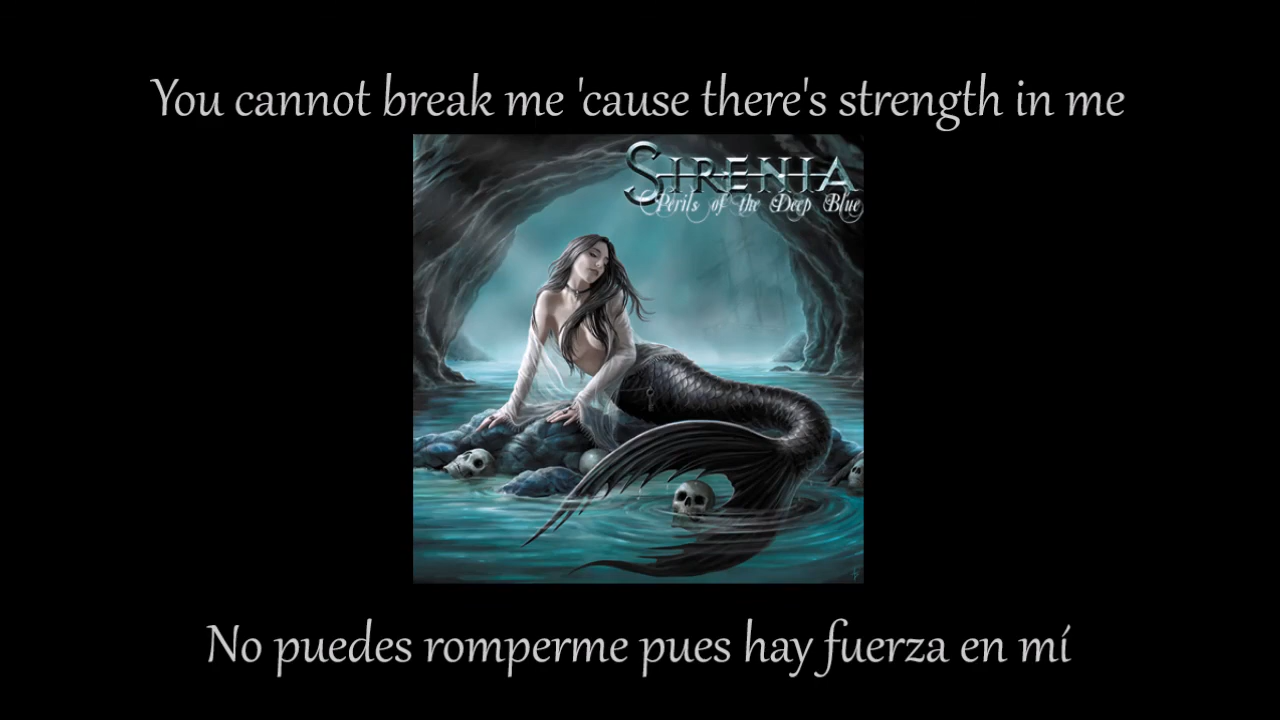 You cannot break me 'cause there's strength in me
SIRENIA
Perils of the Deep Blue
No puedes romperme pues hay fuerza en mí